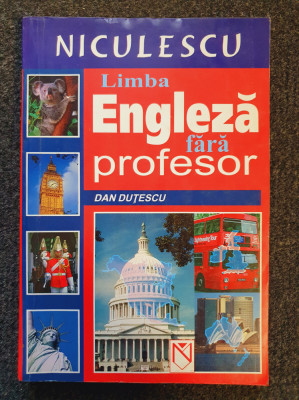 NICULESCU
Limba
Engleză
fără
profesor
DAN DUȚESCU